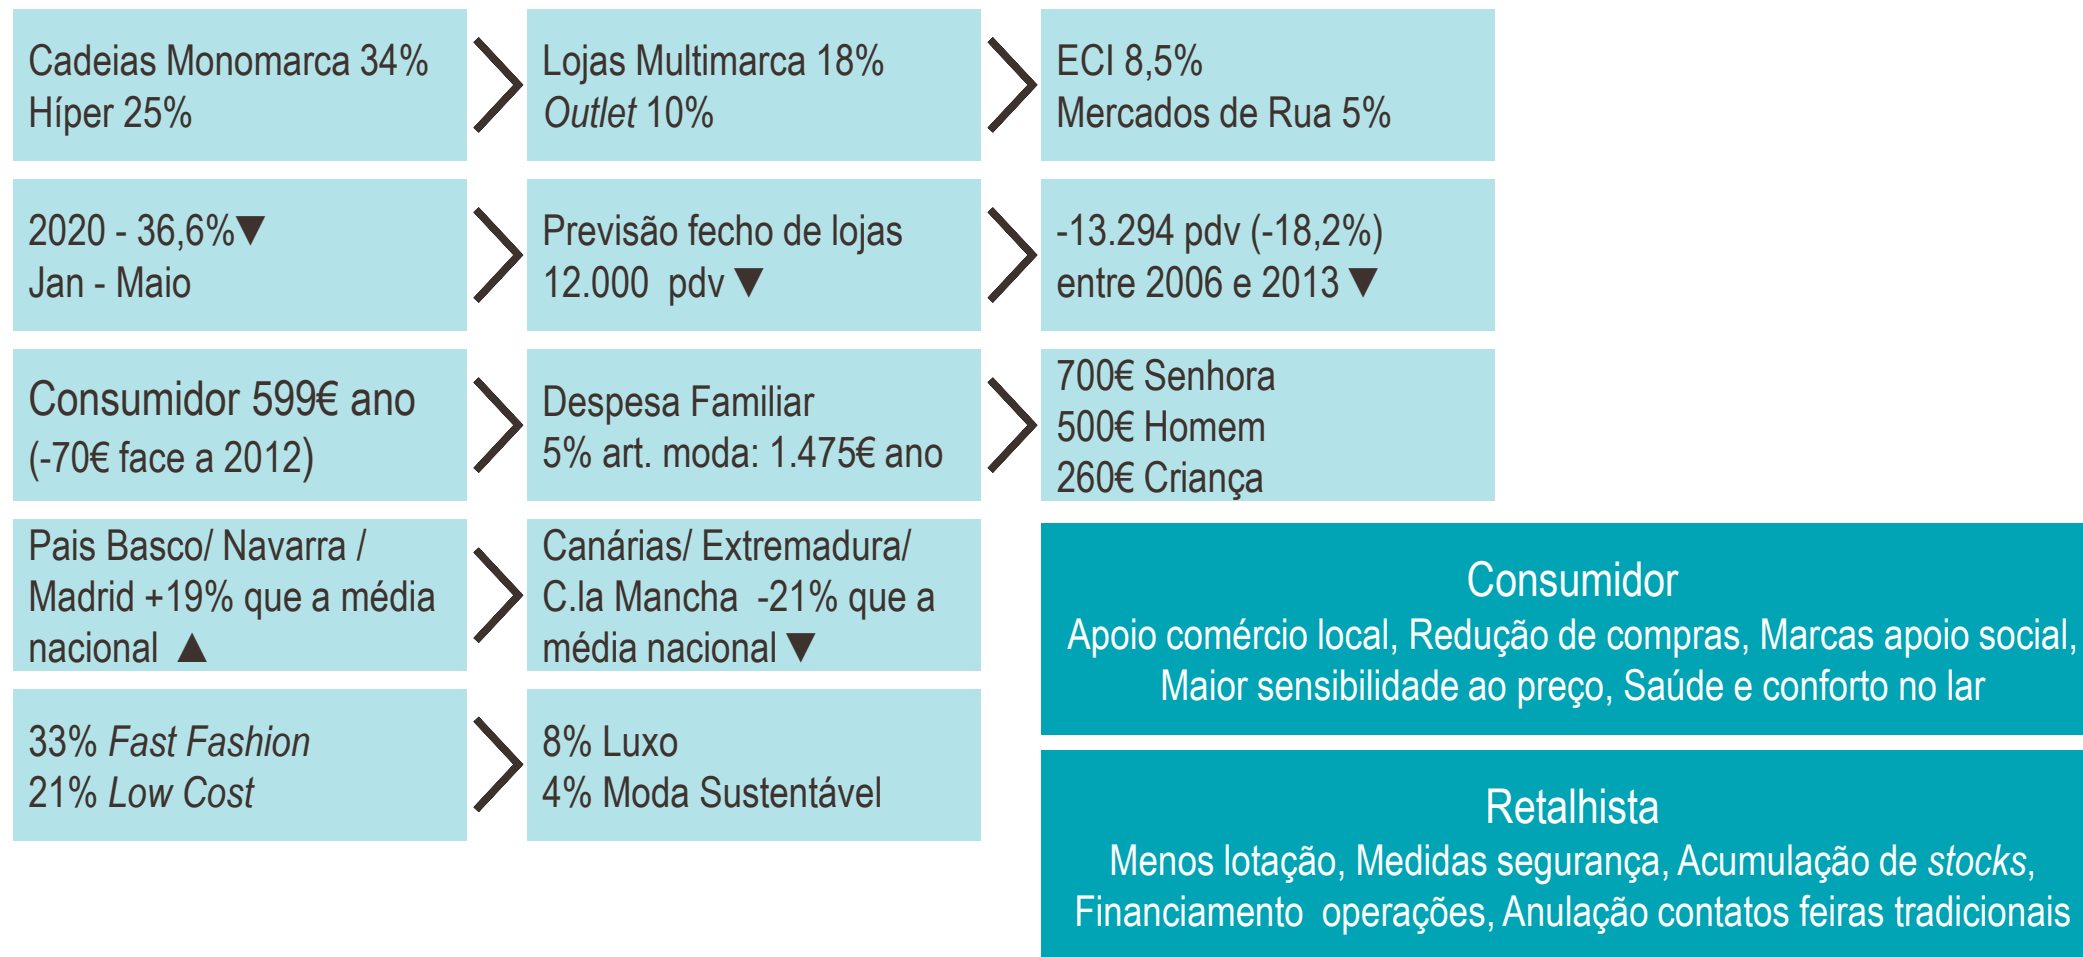 Cadeias Monomarca 34%
Híper 25%
Lojas Multimarca 18%
Outlet 10%
ECI 8,5%
Mercados de Rua 5%
2020 - 36,6%▼
Jan - Maio
Previsão fecho de lojas
12.000 pdv ▼
-13.294 pdv (-18,2%)
entre 2006 e 2013 ▼
Consumidor 599€ ano
(-70€ face a 2012)
Despesa Familiar
5% art. moda: 1.475€ ano
700€ Senhora
500€ Homem
260€ Criança
Pais Basco/ Navarra /
Madrid +19% que a média
nacional ▲
Canárias/ Extremadura/
C.la Mancha -21% que a
média nacional ▼
33% Fast Fashion
21% Low Cost
8% Luxo
4% Moda Sustentável
Consumidor
Apoio comércio local, Redução de compras, Marcas apoio social,
Maior sensibilidade ao preço, Saúde e conforto no lar
Retalhista
Menos lotação, Medidas segurança, Acumulação de stocks,
Financiamento operações, Anulação contatos feiras tradicionais